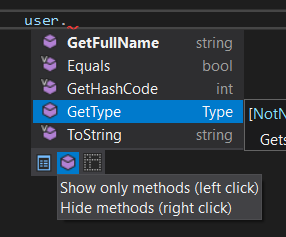 user.
GetFullName string
Equals bool
GetHashCode int
GetType Type
[NotN
ToString string
Gets
Show only methods (left click)
Hide methods (right click)